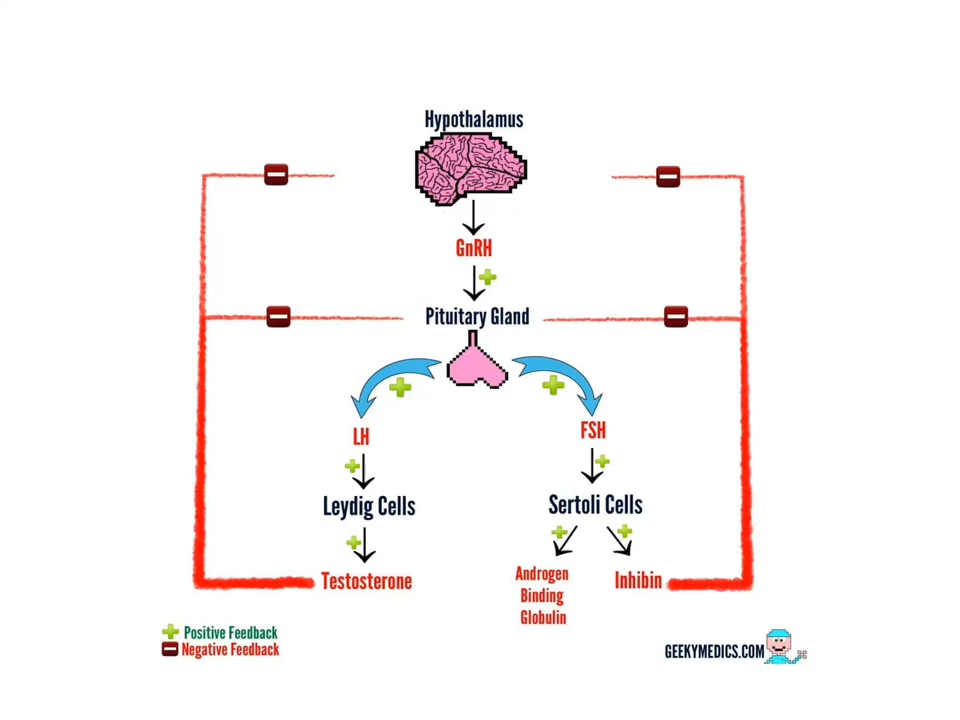 Hypothalamus
GnRH
Pituitary Gland
LH
FSH
Leydig Cells
Sertoli Cells
Testosterone
Androgen
Binding
Globulin
Inhibin
Positive Feedback
Negative Feedback
GEEKYMEDICS.COM